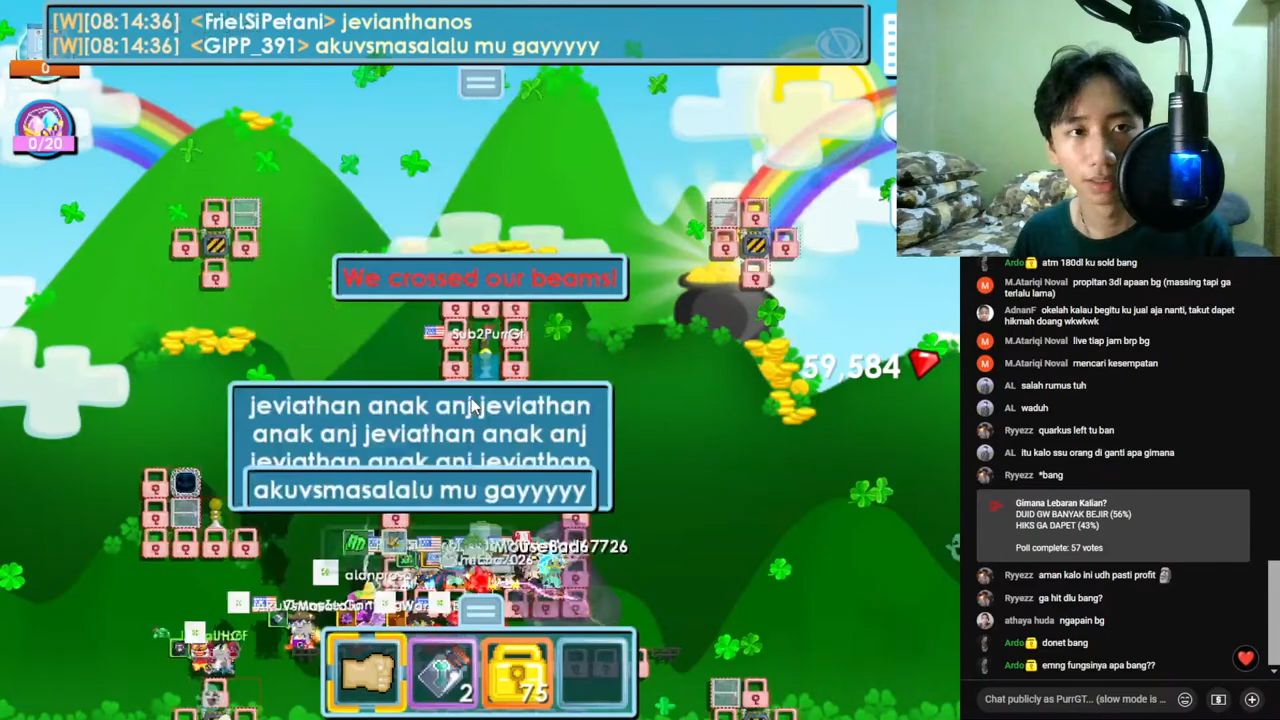 [W][08:14:36] <FrielSiPetani> jevianthanos
[W][08:14:36] <GIPP_391> akuvsmasalalu mu gayyyyy
0
0/20
We crossed our beams!
Sub2PurrGt
59,584
jeviathan anak anj jeviathan
anak anj jeviathan anak anj
jeviathan anak anj jeviathan
akuvsmasalalu mu gayyyyy
MouseBad67726
2
75
Ardo atm 180dl ku sold bang
M
M.Atariqi Noval propitan 3dl apaan bg (massing tapi ga
terlalu lama)
AdnanF okelah kalau begitu ku jual aja nanti, takut dapet
hikmah doang wkwkwk
M
M.Atariqi Noval live tiap jam brp bg
M
M.Atariqi Noval mencari kesempatan
AL salah rumus tuh
AL waduh
Ryyezz quarkus left tu ban
AL itu kalo ssu orang di ganti apa gimana
Ryyezz *bang
Gimana Lebaran Kalian?
DUID GW BANYAK BEJIR (56%)
HIKS GA DAPET (43%)
Poll complete: 57 votes
Ryyezz aman kalo ini udh pasti profit
Ryyezz ga hit dlu bang?
athaya huda ngapain bg
Ardo donet bang
Ardo emng fungsinya apa bang??
Chat publicly as PurrGT... (slow mode is ...